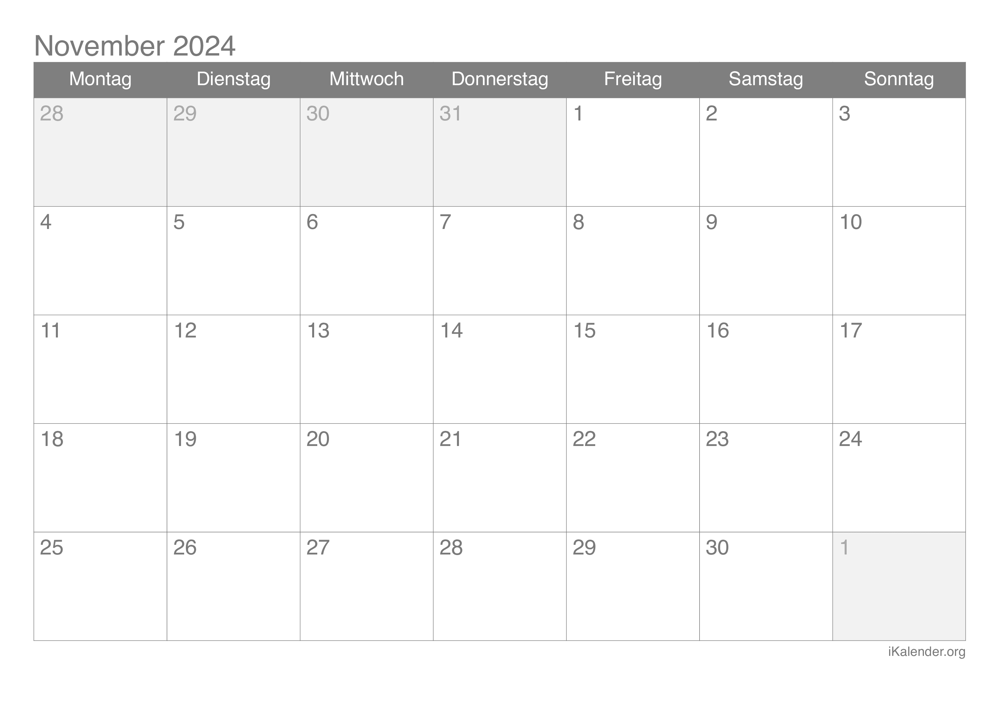 November 2024
Montag Dienstag Mittwoch Donnerstag Freitag Samstag Sonntag
28 29 30 31 1 2 3
4 5 6 7 8 9 10
11 12 13 14 15 16 17
18 19 20 21 22 23 24
25 26 27 28 29 30 1
iKalender.org